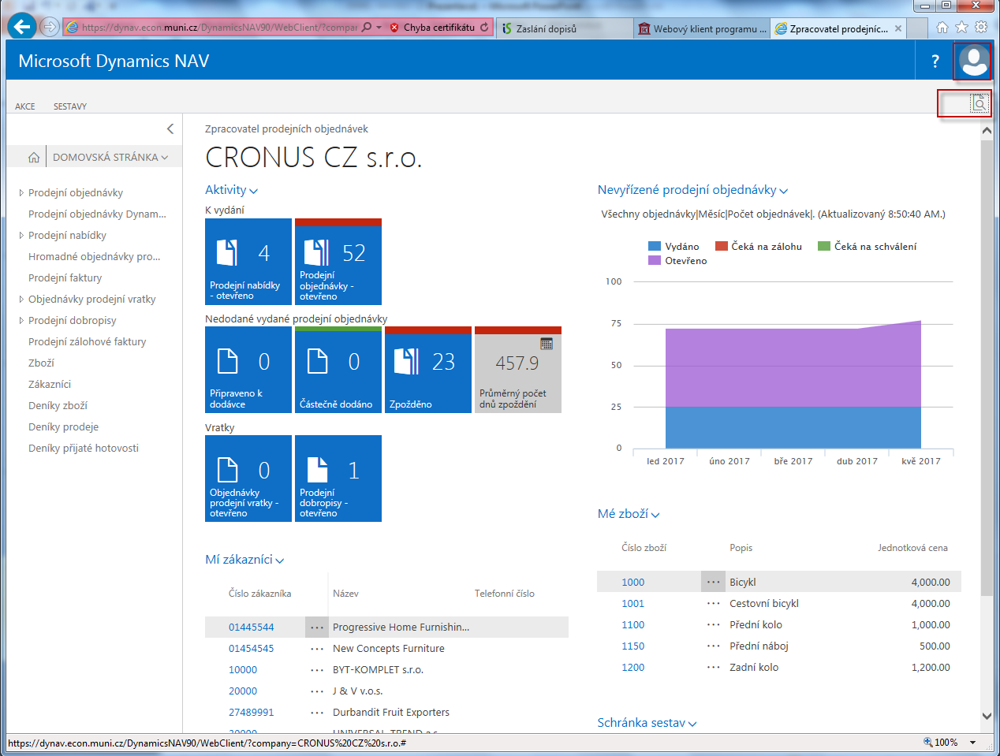 https://dynav.econ.muni.cz/DynamicsNAV90/WebClient/?compar
Chyba certifikátu
Zaslání dopisů
Webový klient programu ...
Zpracovatel prodejníc...
Microsoft Dynamics NAV
?
AKCE
SESTAVY
DOMOVSKÁ STRÁNKA
Prodejní objednávky
Prodejní objednávky Dynam...
Prodejní nabídky
Hromadné objednávky pro...
Prodejní faktury
Objednávky prodejní vratky
Prodejní dobropisy
Prodejní zálohové faktury
Zboží
Zákazníci
Deníky zboží
Deníky prodeje
Deníky přijaté hotovosti
Zpracovatel prodejních objednávek
CRONUS CZ s.r.o.
Aktivity
K vydání
4
Prodejní nabídky
- otevřeno
52
Prodejní
objednávky -
otevřeno
Nedodané vydané prodejní objednávky
0
Připraveno k
dodávce
0
Částečně dodáno
23
Zpožděno
457.9
Průměrný počet
dnů zpoždění
Vratky
0
Objednávky
prodejní vratky -
otevřeno
1
Prodejní
dobropisy -
otevřeno
Mí zákazníci
Číslo zákazníka Název Telefonní číslo
01445544 ... Progressive Home Furnishin...
01454545 ... New Concepts Furniture
10000 ... BYT-KOMPLET s.r.o.
20000 ... J & V v.o.s.
27489991 ... Durbandit Fruit Exporters
Nevyřízené prodejní objednávky
Všechny objednávky|Měsíc|Počet objednávek|. (Aktualizovaný 8:50:40 AM.)
Vydáno Čeká na zálohu Čeká na schválení
Otevřeno
100
75
50
25
0
led 2017 úno 2017 bře 2017 dub 2017 kvě 2017
Mé zboží
Číslo zboží Popis Jednotková cena
1000 ... Bicykl 4,000.00
1001 ... Cestovní bicykl 4,000.00
1100 ... Přední kolo 1,000.00
1150 ... Přední náboj 500.00
1200 ... Zadní kolo 1,200.00
Schránka sestav
https://dynav.econ.muni.cz/DynamicsNAV90/WebClient/?company=CRONUS%20CZ%20s.r.o.#
100%